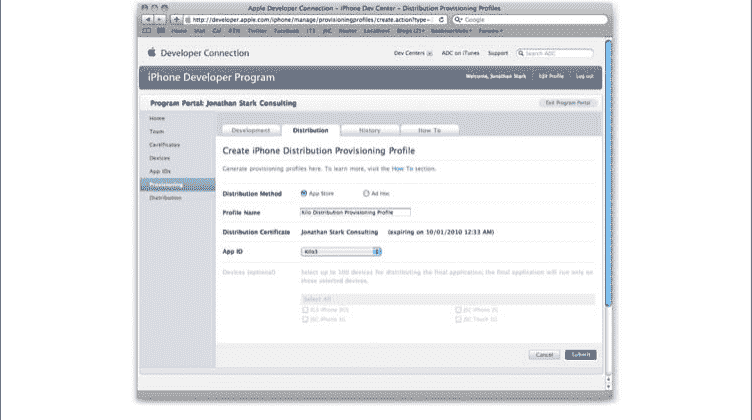 Apple Developer Connection – iPhone Dev Center – Distribution Provisioning Profiles
http://developer.apple.com/iphone/manage/provisioningprofiles/create.action?type=
Google
Home Mail Cal Twitter Facebook
Developer Connection
Dev Centers ADC on iTunes Support Search ADC
iPhone Developer Program
Welcome, Jonathan Stark Edit Profile Log out
Program Portal: Jonathan Stark Consulting
Exit Program Portal
Home
Team
Certificates
Devices
App IDs
Provisioning
Distribution
Development Distribution History How To
Create iPhone Distribution Provisioning Profile
Generate provisioning profiles here. To learn more, visit the How To section.
Distribution Method App Store Ad Hoc
Profile Name Kilo Distribution Provisioning Profile
Distribution Certificate Jonathan Stark Consulting (expiring on 10/01/2010 12:33 AM)
App ID
Devices (optional) Select up to 100 devices for distributing the final application; the final application will run only on
these selected devices.
Select All
Cancel Submit